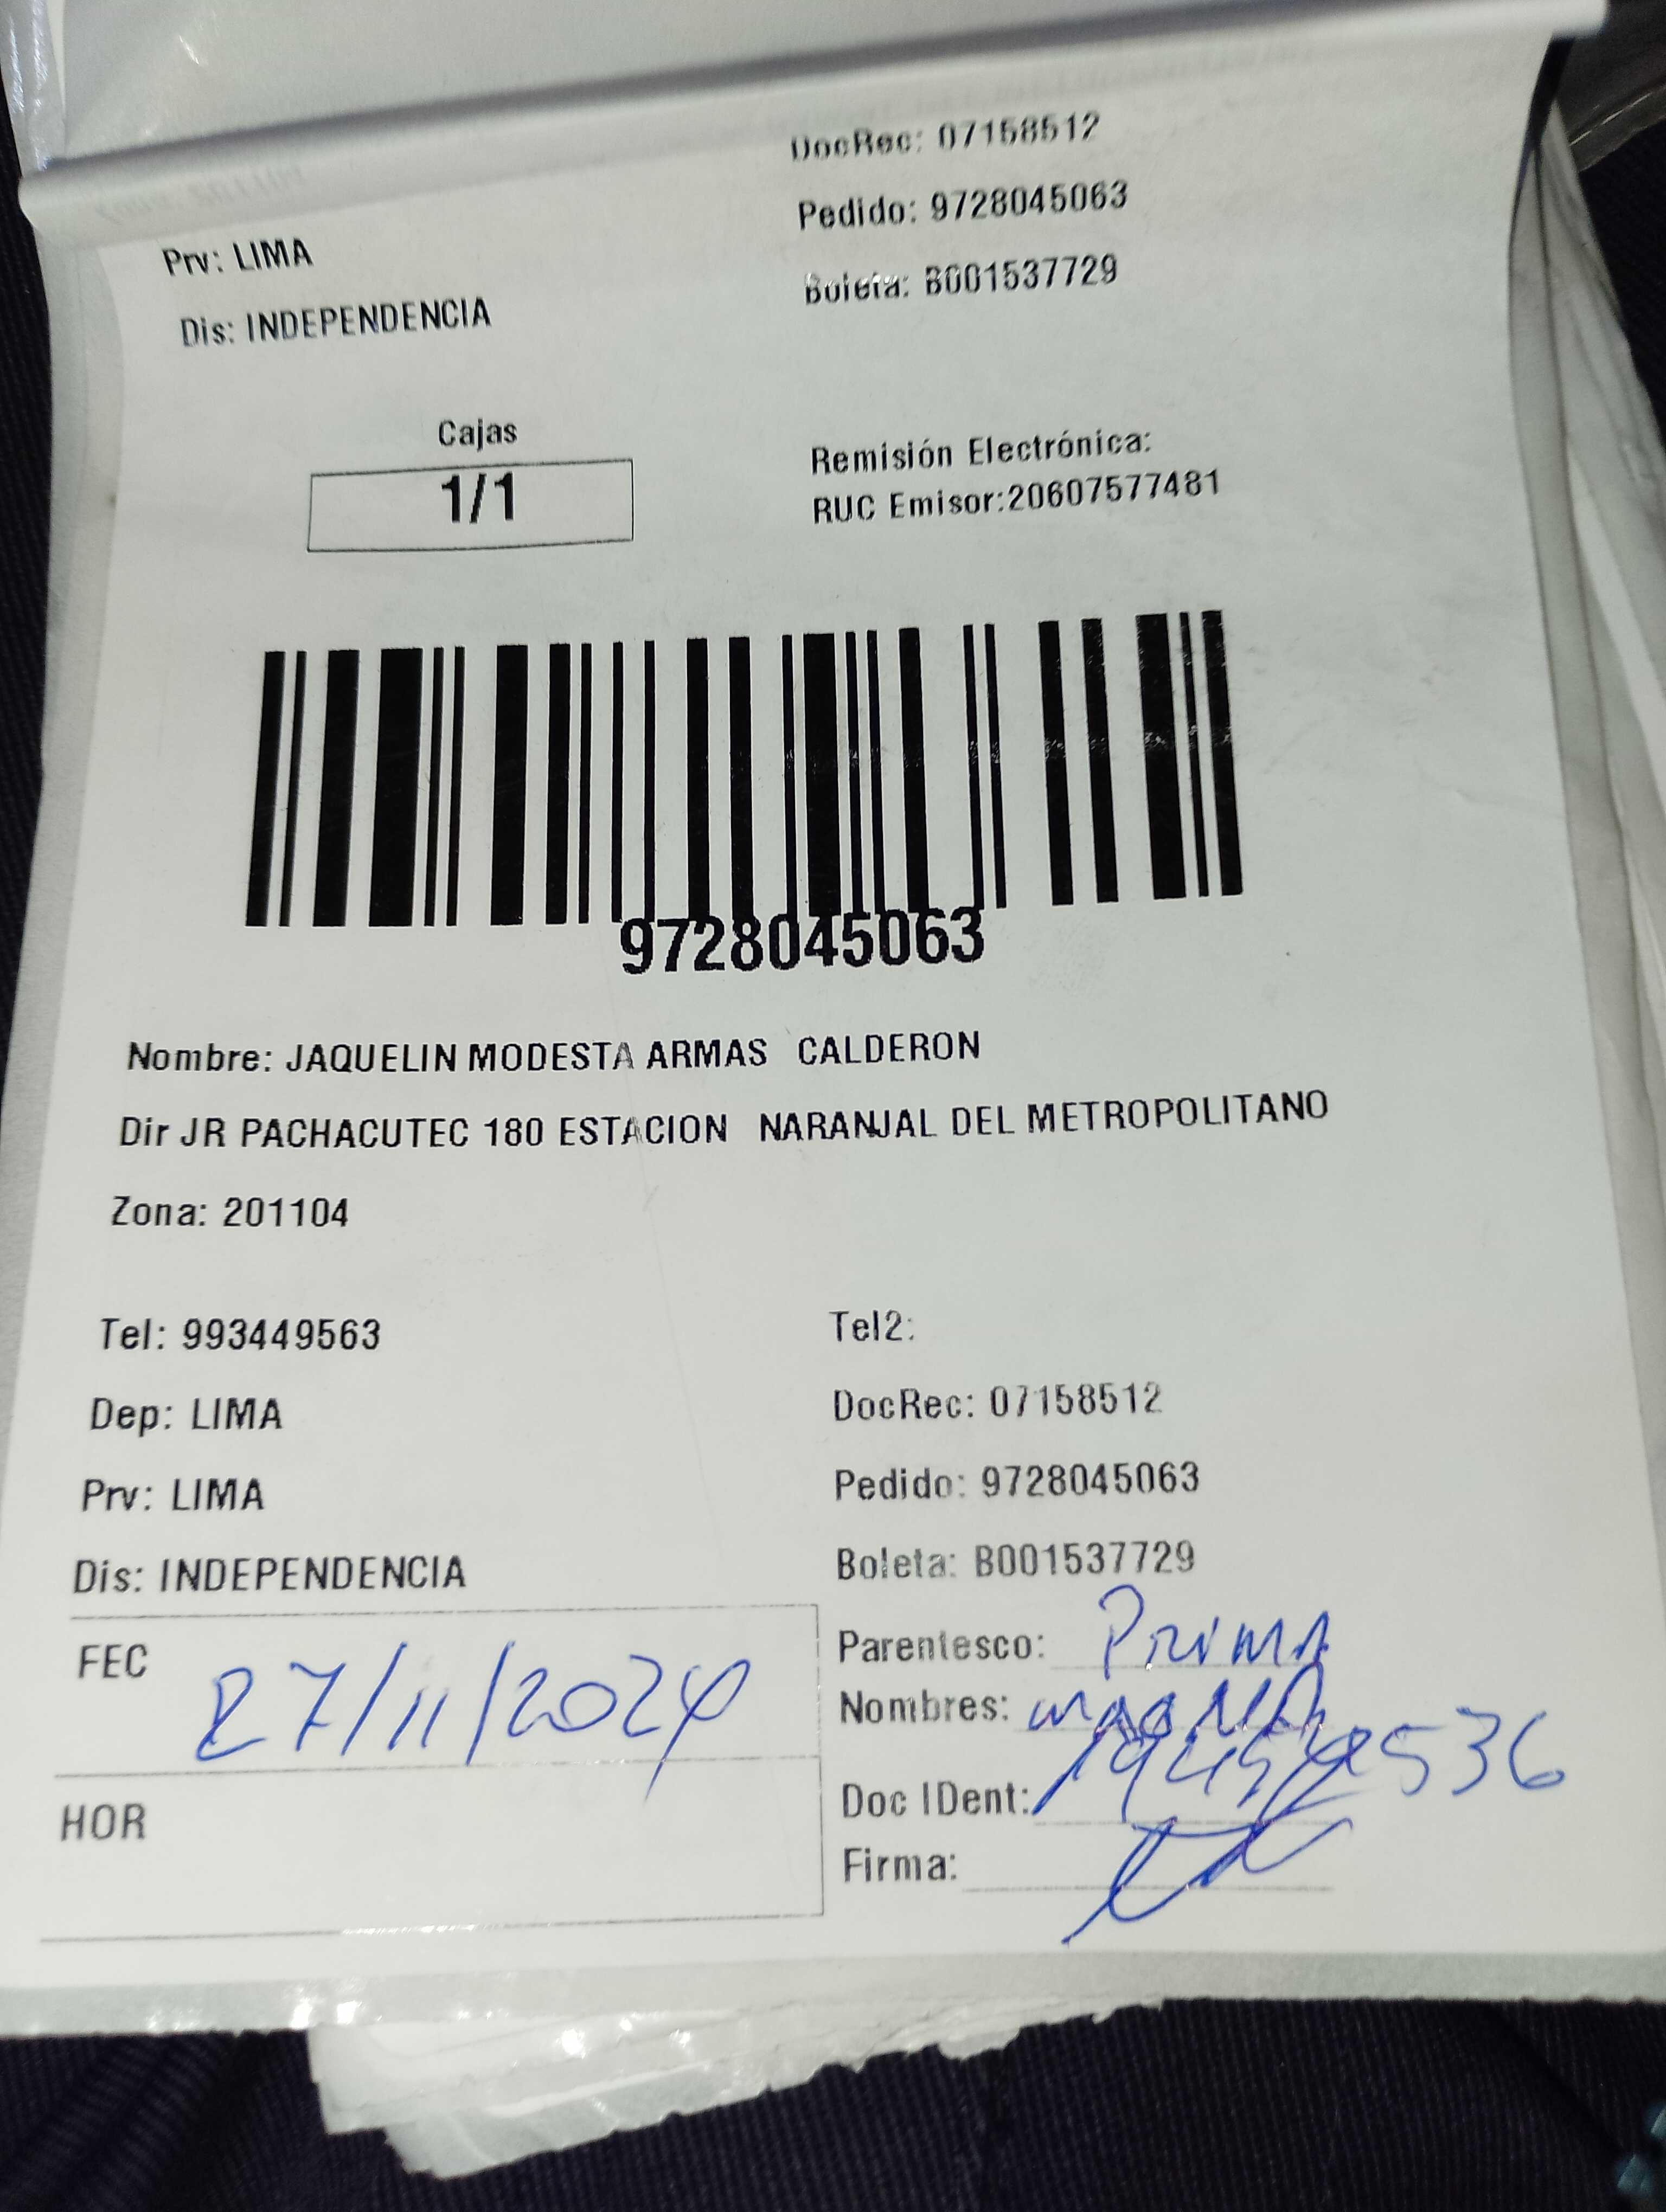 DocRec: 07158512
Pedido: 9728045063
Prv: LIMA
Boleta: B001537729
Dis: INDEPENDENCIA
Cajas
1/1
Remisión Electrónica:
RUC Emisor:20607577481
9728045063
Nombre: JAQUELIN MODESTA ARMAS CALDERON
Dir JR PACHACUTEC 180 ESTACION NARANJAL DEL METROPOLITANO
Zona: 201104
Tel: 993449563
Tel2:
Dep: LIMA
DocRec: 07158512
Prv: LIMA
Pedido: 9728045063
Dis: INDEPENDENCIA
Boleta: B001537729
FEC 27/11/2024
Parentesco: Prima
Nombres:
HOR
Doc IDent:
Firma: